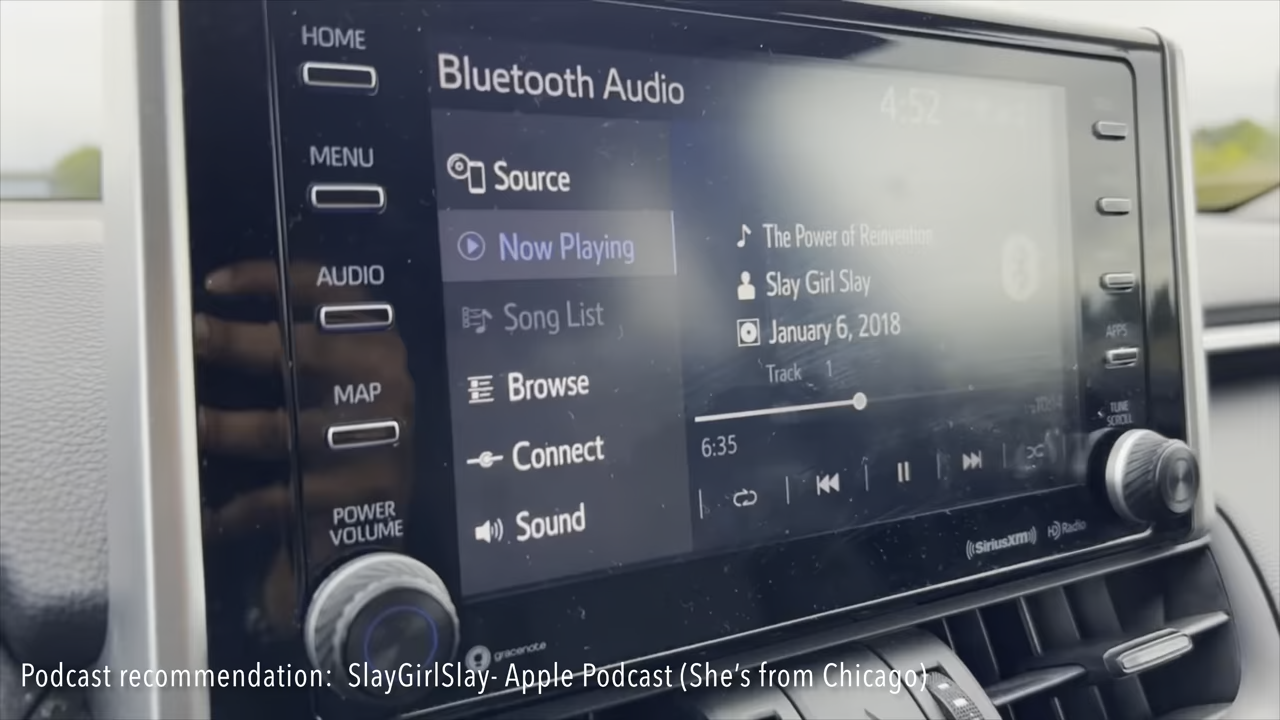 HOME
Bluetooth Audio
4:52
MENU
Source
Now Playing
The Power of Reinvention
AUDIO
Slay Girl Slay
Song List
January 6, 2018
APPS
MAP
Browse
Track 1
TUNE
SCROLL
6:35
Connect
POWER
VOLUME
Sound
SiriusXM
HD Radio
gracenote
Podcast recommendation: SlayGirlSlay- Apple Podcast (She's from Chicago)